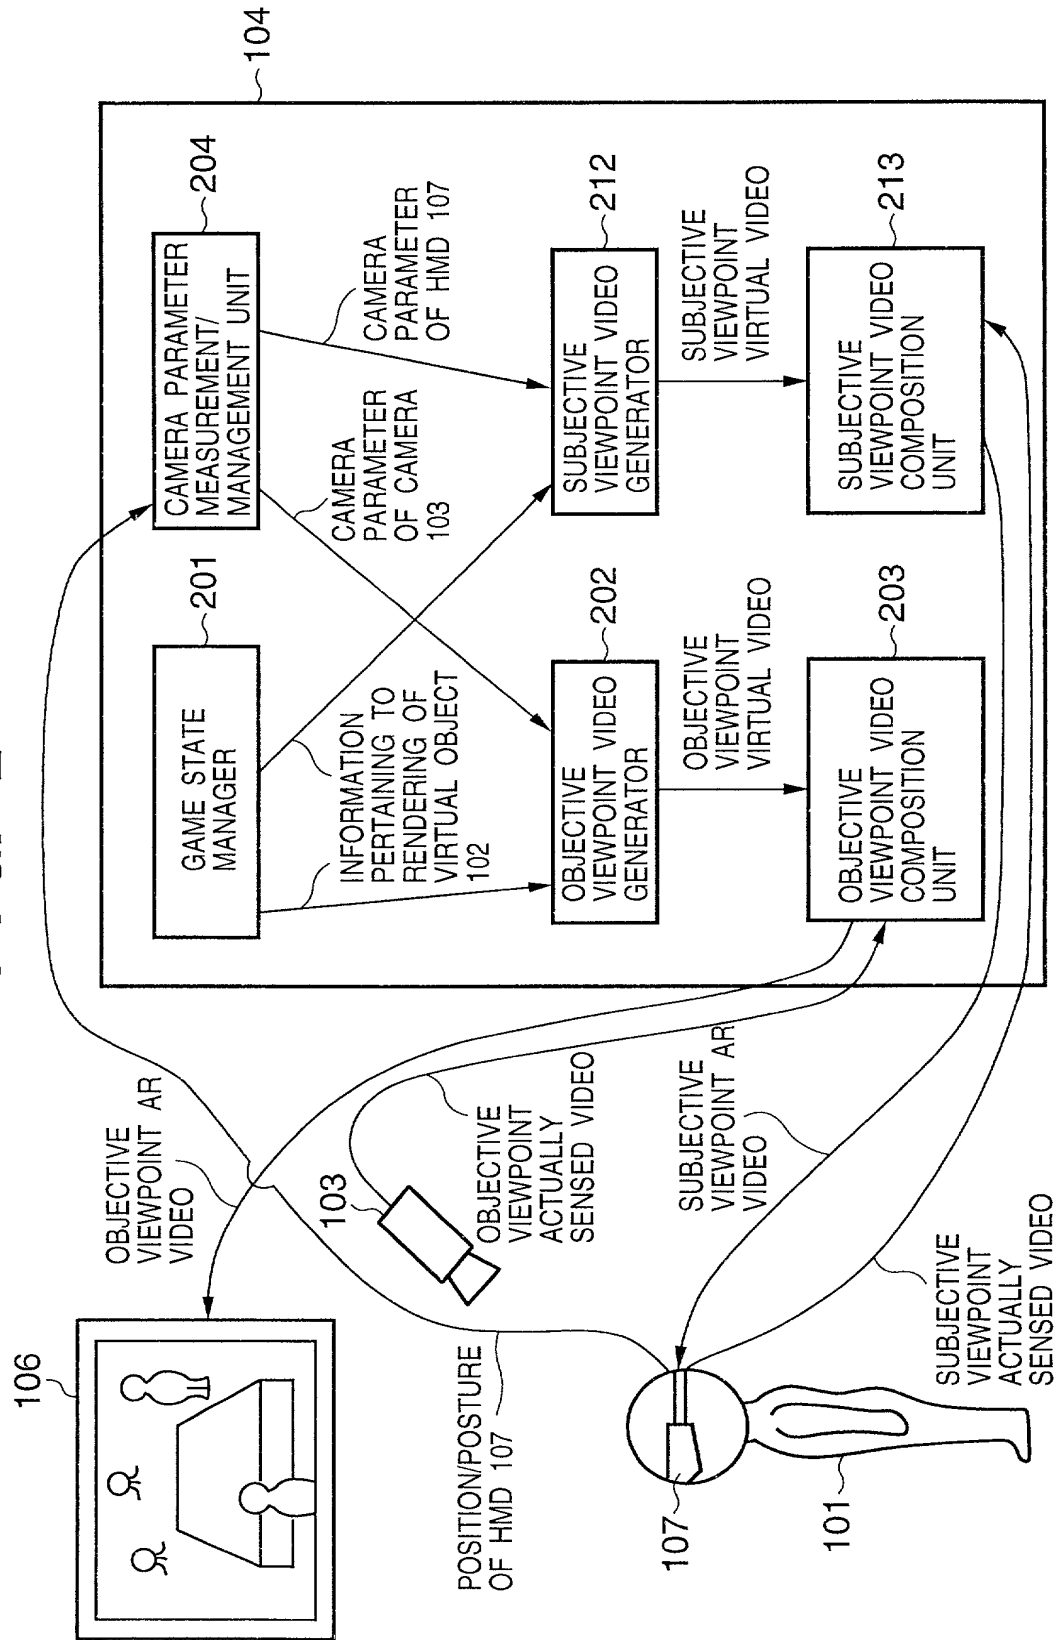 104
CAMERA PARAMETER
MEASUREMENT/
MANAGEMENT UNIT
204
GAME STATE
MANAGER
201
CAMERA
PARAMETER
OF HMD 107
CAMERA
PARAMETER
OF CAMERA
103
INFORMATION
PERTAINING TO
RENDERING OF
VIRTUAL OBJECT
102
SUBJECTIVE
VIEWPOINT VIDEO
GENERATOR
212
OBJECTIVE
VIEWPOINT VIDEO
GENERATOR
202
SUBJECTIVE
VIEWPOINT
VIRTUAL VIDEO
OBJECTIVE
VIEWPOINT
VIRTUAL VIDEO
SUBJECTIVE
VIEWPOINT VIDEO
COMPOSITION
UNIT
213
OBJECTIVE
VIEWPOINT VIDEO
COMPOSITION
UNIT
203
OBJECTIVE
VIEWPOINT AR
VIDEO
106
103
OBJECTIVE
VIEWPOINT
ACTUALLY
SENSED VIDEO
SUBJECTIVE
VIEWPOINT AR
VIDEO
POSITION/POSTURE
OF HMD 107
SUBJECTIVE
VIEWPOINT
ACTUALLY
SENSED VIDEO
107
101